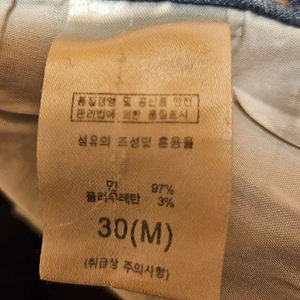 품질경영 및 공산품 안전
관리법에 의한 품질표시
섬유의 조성및 혼용율
면 97%
폴리우레탄 3%
30(M)
(취급상 주의사항)